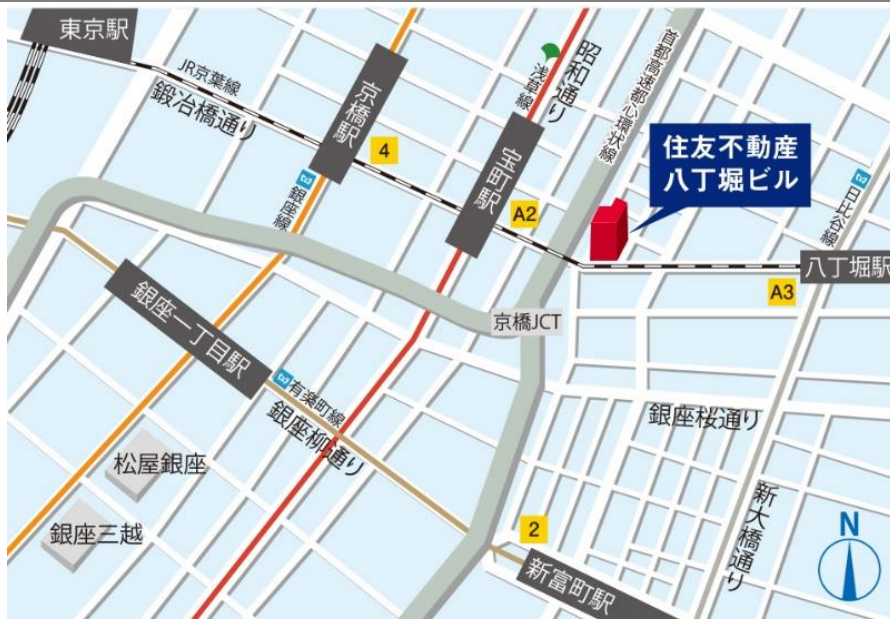 東京駅
JR京葉線
鍛冶橋通り
京橋駅
4
銀座線
浅草線
昭和通り
宝町駅
A2
首都高速都心環状線
住友不動産
八丁堀ビル
日比谷線
八丁堀駅
A3
京橋JCT
銀座一丁目駅
有楽町線
銀座柳通り
松屋銀座
銀座三越
銀座桜通り
新大橋通り
2
新富町駅
N